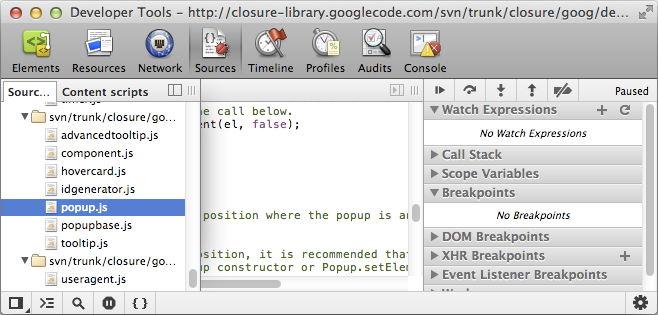 Developer Tools - http://closure-library.googlecode.com/svn/trunk/closure/goog/de...
Elements Resources Network Sources Timeline Profiles Audits Console
Sourc... Content scripts
svn/trunk/closure/goo...
advancedtooltip.js
component.js
hovercard.js
idgenerator.js
popup.js
popupbase.js
tooltip.js
svn/trunk/closure/goo...
useragent.js
ne call below.
ent(el, false);
position where the popup is an
osition, it is recommended that
up constructor or Popup.setElem
Paused
Watch Expressions
No Watch Expressions
Call Stack
Scope Variables
Breakpoints
No Breakpoints
DOM Breakpoints
XHR Breakpoints
Event Listener Breakpoints
{ }